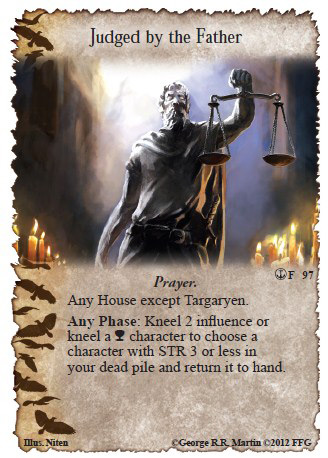 Judged by the Father
F 97
Prayer.
Any House except Targaryen.
Any Phase: Kneel 2 influence or
kneel a character to choose a
character with STR 3 or less in
your dead pile and return it to hand.
Illus. Niten
©George R.R. Martin ©2012 FFG